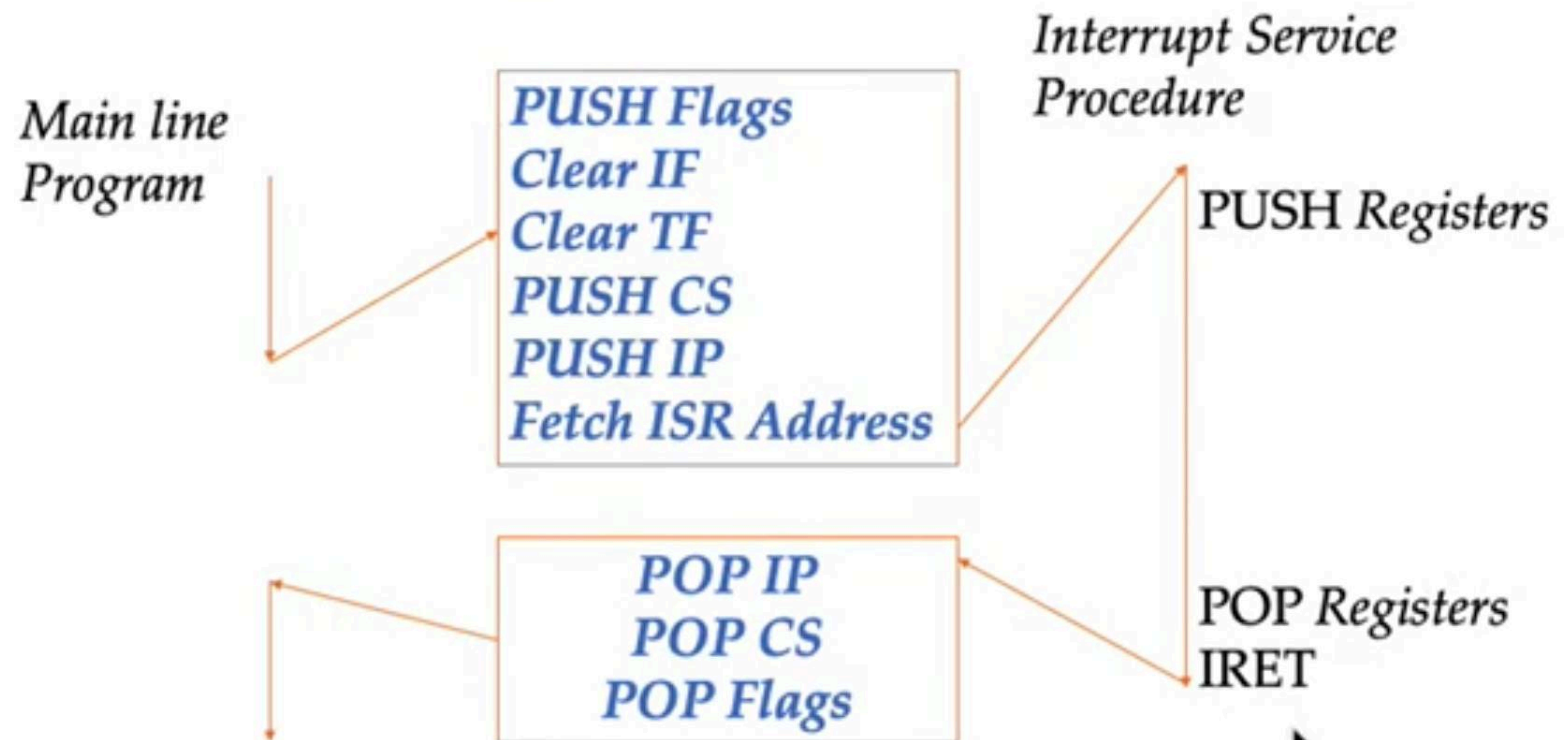 Main line
Program
PUSH Flags
Clear IF
Clear TF
PUSH CS
PUSH IP
Fetch ISR Address
Interrupt Service
Procedure
PUSH Registers
POP IP
POP CS
POP Flags
POP Registers
IRET